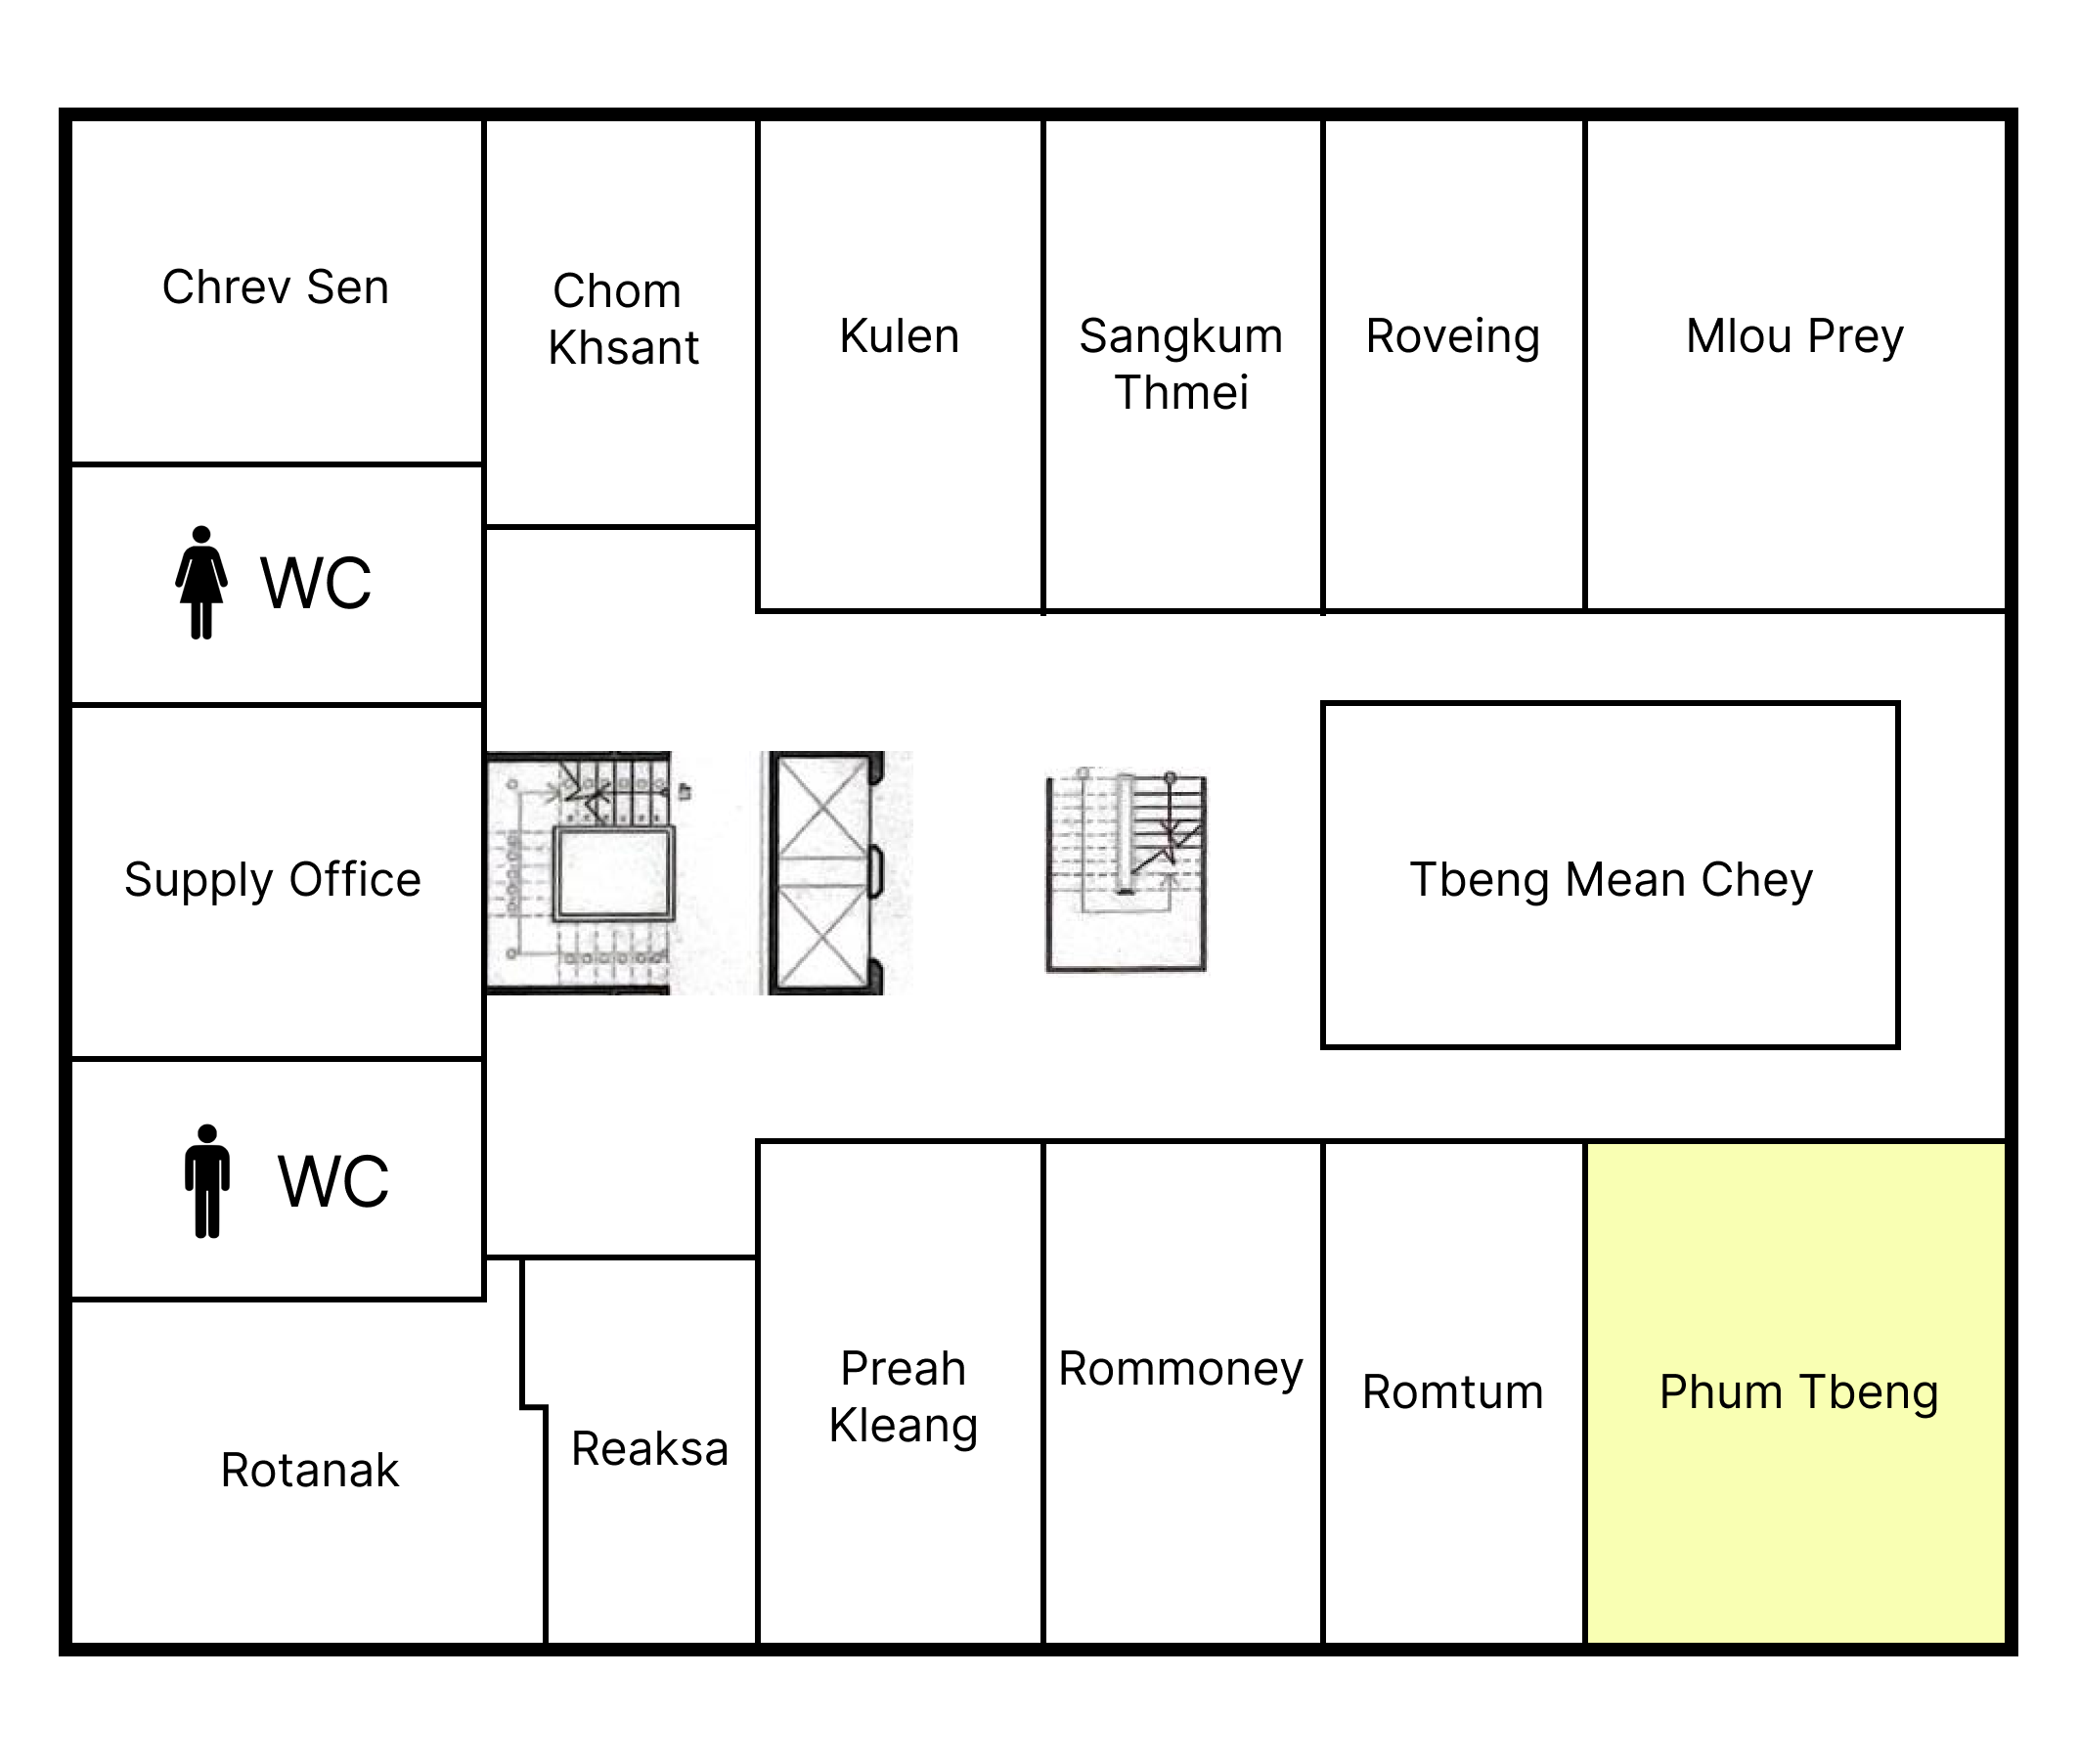 Chrev Sen
Chom
Khsant
Kulen
Sangkum
Thmei
Roveing
Mlou Prey
WC
Supply Office
Tbeng Mean Chey
WC
Rotanak
Reaksa
Preah
Kleang
Rommoney
Romtum
Phum Tbeng